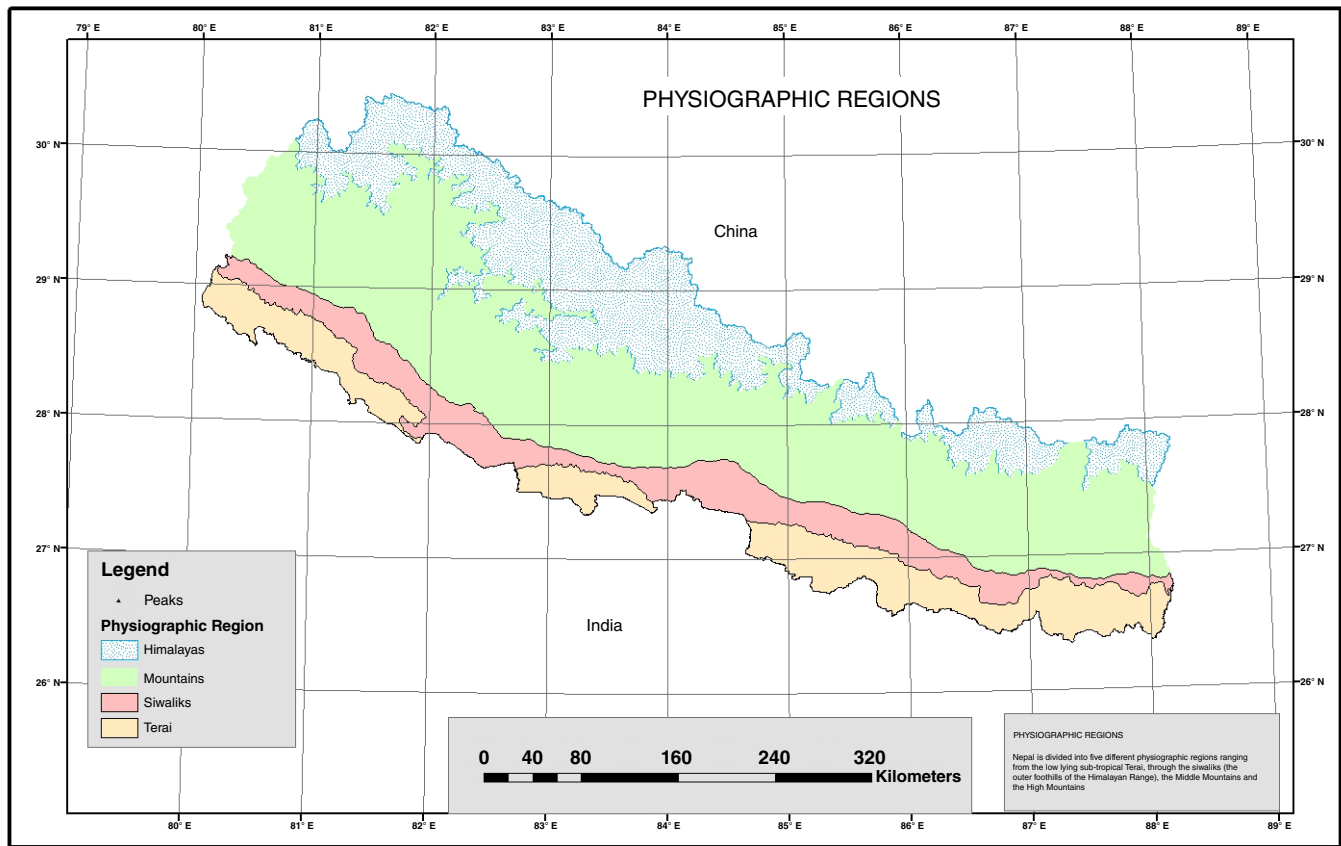 79° E 80° E 81° E 82° E 83° E 84° E 85° E 86° E 87° E 88° E 89° E
PHYSIOGRAPHIC REGIONS
30° N 30° N
China
29° N 29° N
28° N 28° N
27° N 27° N
Legend
Peaks
Physiographic Region
Himalayas
Mountains
Siwaliks
Terai
India
26° N 26° N
0 40 80 160 240 320
Kilometers
PHYSIOGRAPHIC REGIONS
Nepal is divided into five different physiographic regions ranging
from the low lying sub-tropical Terai, through the siwaliks (the
outer foothills of the Himalayan Range), the Middle Mountains and
the High Mountains
80° E 81° E 82° E 83° E 84° E 85° E 86° E 87° E 88° E 89° E